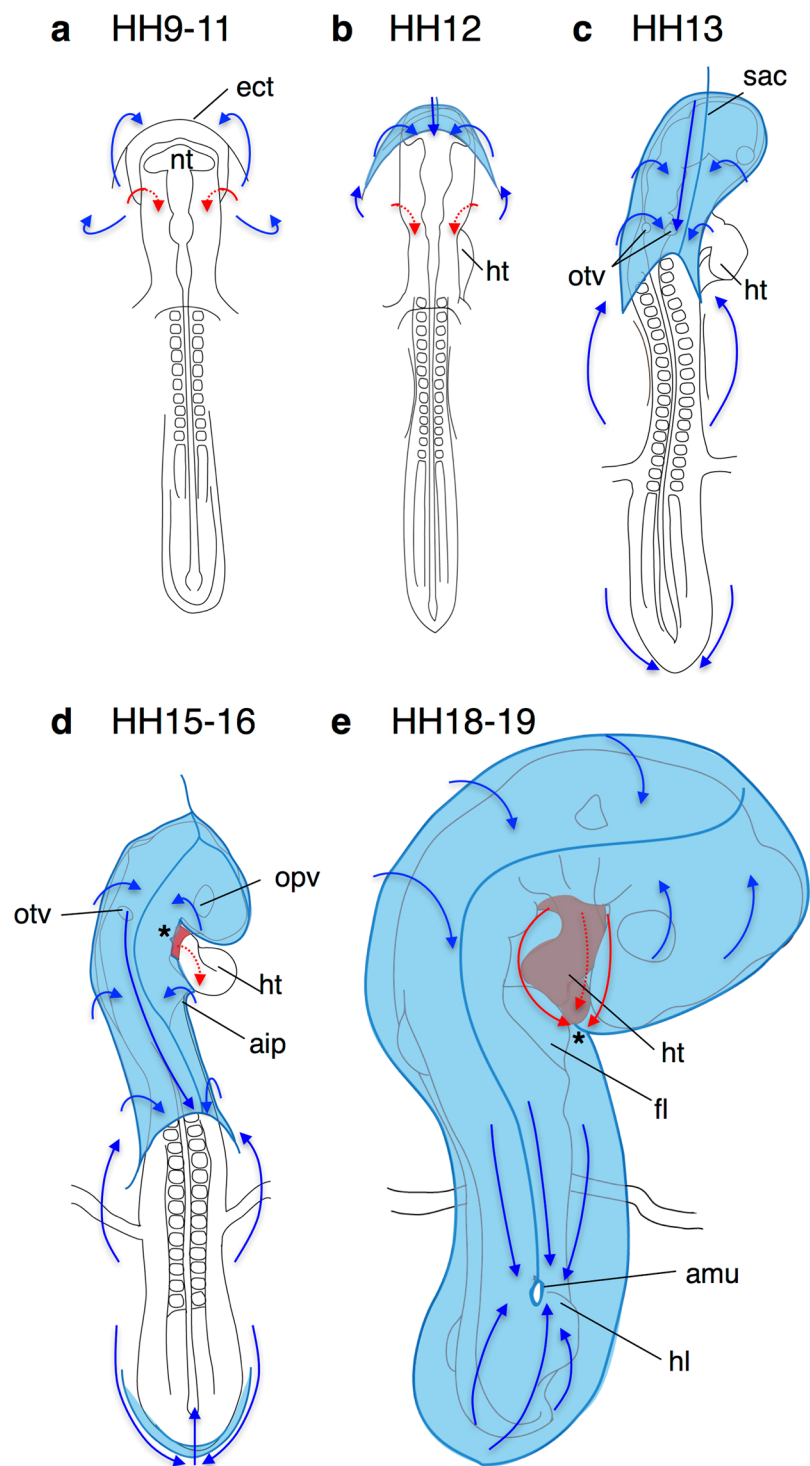 a HH9-11
b HH12
c HH13
ect
nt
sac
ht
otv
ht
d HH15-16
e HH18-19
otv
opv
*
ht
aip
*
ht
fl
amu
hl